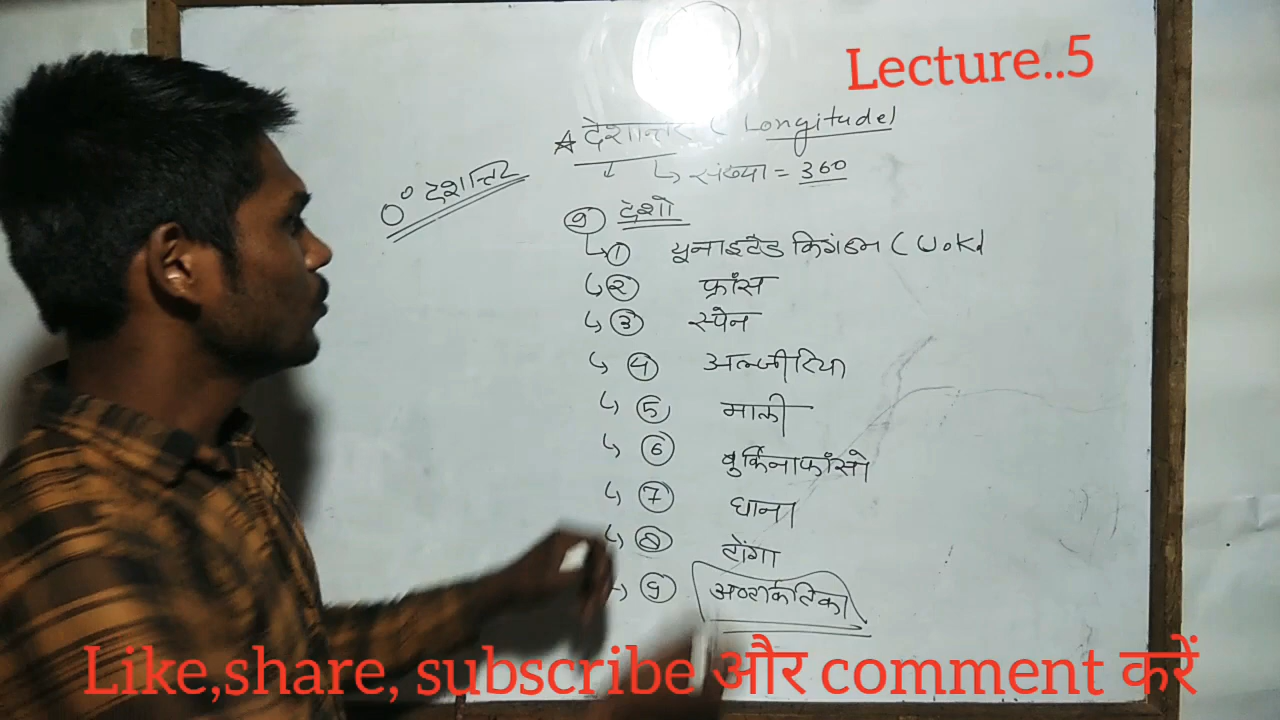 Lecture..5
☆ देशान्तर ( Longitude)
↳ संख्या = 360
0° देशान्तर
9 देशो
↳ 1 यूनाइटेड किंगडम ( U.K)
↳ 2 फ्रांस
↳ 3 स्पेन
↳ 4 अल्जीरिया
↳ 5 माली
↳ 6 बुर्किनाफाँसो
↳ 7 घाना
↳ 8 टोंगा
↳ 9 अण्टार्कटिका
Like,share, subscribe और comment करें